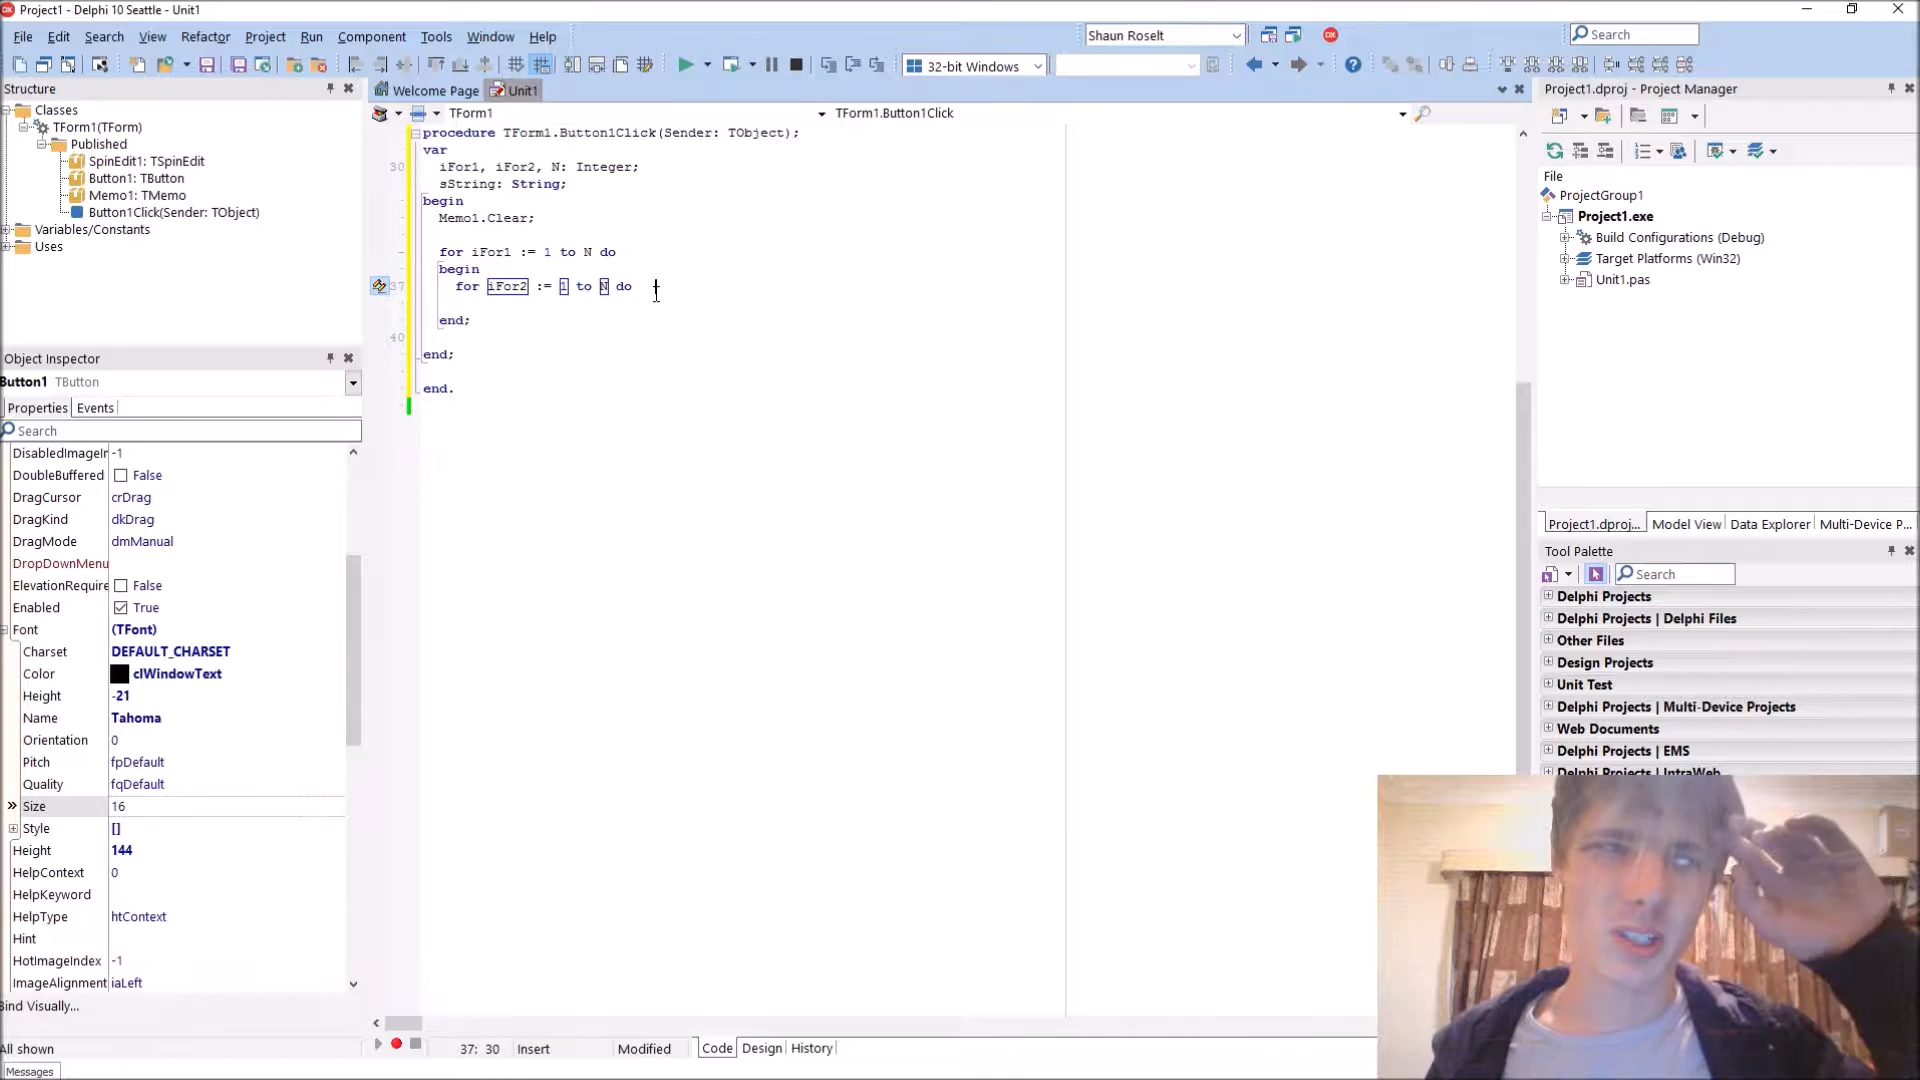 Project1 - Delphi 10 Seattle - Unit1
File Edit Search View Refactor Project Run Component Tools Window Help
Shaun Roselt
Search
32-bit Windows
Structure
Classes
TForm1(TForm)
Published
SpinEdit1: TSpinEdit
Button1: TButton
Memo1: TMemo
Button1Click(Sender: TObject)
Variables/Constants
Uses
Object Inspector
Button1 TButton
Properties Events
Search
DisabledImageIr -1
DoubleBuffered False
DragCursor crDrag
DragKind dkDrag
DragMode dmManual
DropDownMenu
ElevationRequire False
Enabled True
Font (TFont)
Charset DEFAULT_CHARSET
Color clWindowText
Height -21
Name Tahoma
Orientation 0
Pitch fpDefault
Quality fqDefault
Size 16
Style []
Height 144
HelpContext 0
HelpKeyword
HelpType htContext
Hint
HotImageIndex -1
ImageAlignment iaLeft
Bind Visually...
All shown
Messages
Welcome Page Unit1
TForm1 TForm1.Button1Click
procedure TForm1.Button1Click(Sender: TObject);
var
30 iFor1, iFor2, N: Integer;
sString: String;
begin
Memo1.Clear;
for iFor1 := 1 to N do
begin
37 for iFor2 := 1 to N do
end;
40
end;
end.
37: 30 Insert Modified Code Design History
Project1.dproj - Project Manager
File
ProjectGroup1
Project1.exe
Build Configurations (Debug)
Target Platforms (Win32)
Unit1.pas
Project1.dproj... Model View Data Explorer Multi-Device P...
Tool Palette
Search
Delphi Projects
Delphi Projects | Delphi Files
Other Files
Design Projects
Unit Test
Delphi Projects | Multi-Device Projects
Web Documents
Delphi Projects | EMS
Delphi Projects | IntraWeb